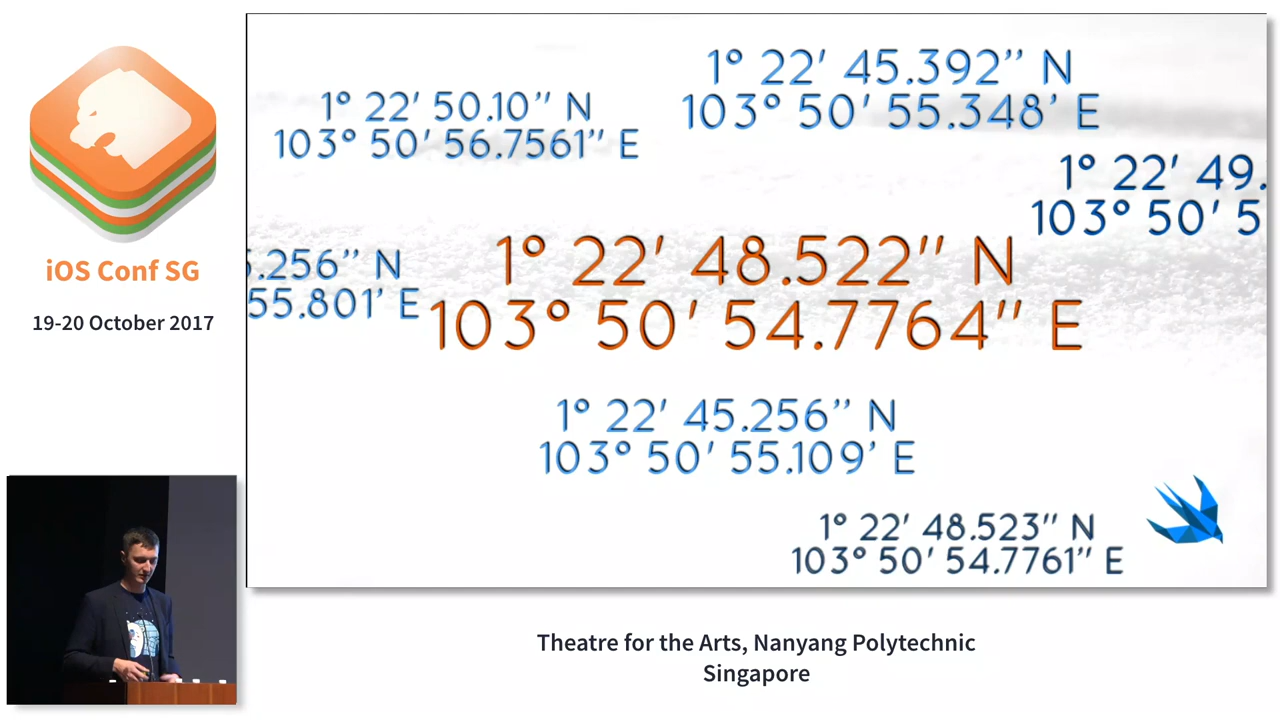 iOS Conf SG
19-20 October 2017
1° 22' 50.10'' N
103° 50' 56.7561'' E
1° 22' 45.392'' N
103° 50' 55.348' E
1° 22' 49.
103° 50' 5
5.256'' N
55.801' E
1° 22' 48.522'' N
103° 50' 54.7764'' E
1° 22' 45.256'' N
103° 50' 55.109' E
1° 22' 48.523'' N
103° 50' 54.7761'' E
Theatre for the Arts, Nanyang Polytechnic
Singapore